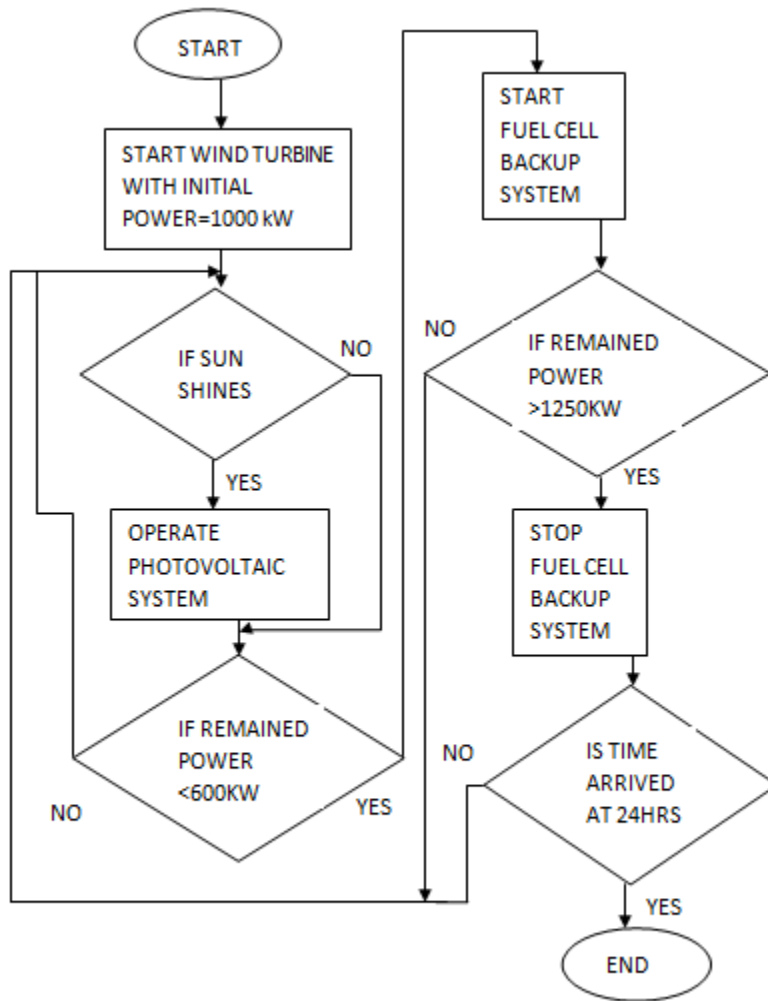 START
START WIND TURBINE
WITH INITIAL
POWER=1000 kW
IF SUN
SHINES
NO
YES
OPERATE
PHOTOVOLTAIC
SYSTEM
IF REMAINED
POWER
<600KW
NO
YES
START
FUEL CELL
BACKUP
SYSTEM
NO
IF REMAINED
POWER
>1250KW
YES
STOP
FUEL CELL
BACKUP
SYSTEM
NO
IS TIME
ARRIVED
AT 24HRS
YES
END